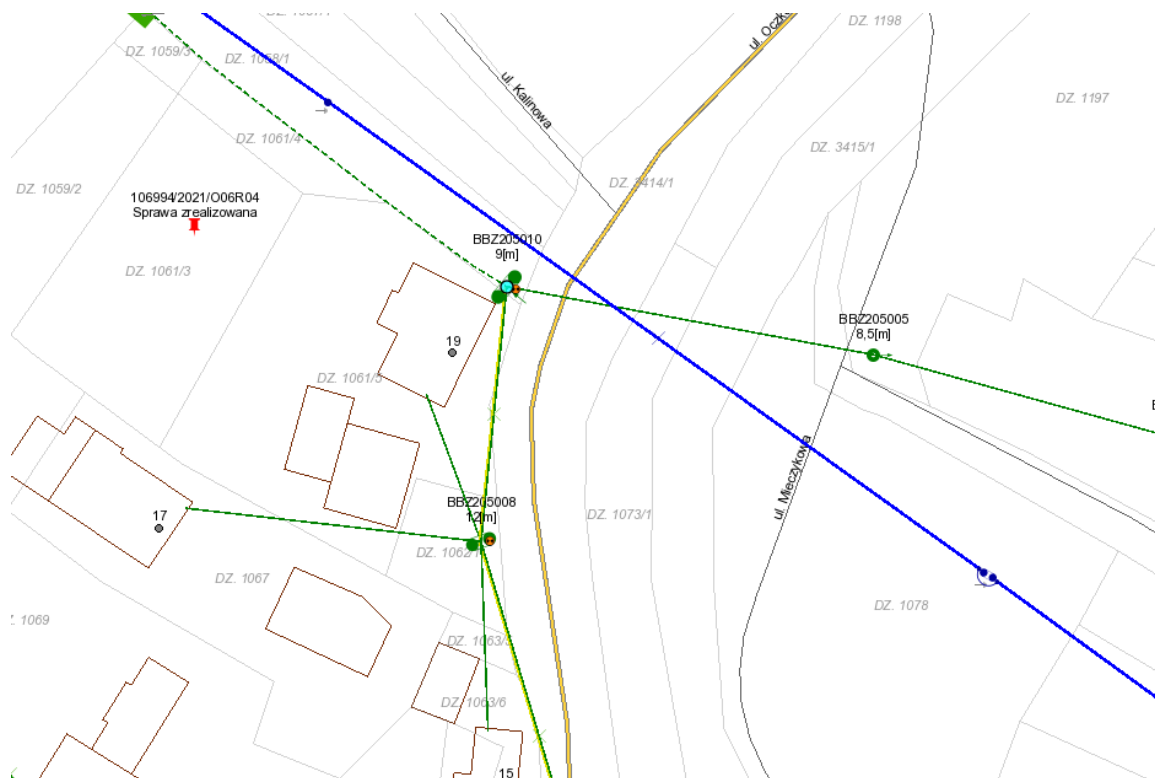 DZ. 1198
DZ. 1059/3
DZ. 1058/1
ul. Kalinowa
DZ. 1197
DZ. 1061/4
DZ. 3415/1
DZ. 1059/2
DZ. 3414/1
106994/2021/O06R04
Sprawa zrealizowana
BBZ205010
9[m]
DZ. 1061/3
BBZ205005
8,5[m]
19
DZ. 1061/5
ul. Mieczykowa
BBZ205008
12[m]
17
DZ. 1073/1
DZ. 1062/1
DZ. 1067
DZ. 1078
DZ. 1063/6
15